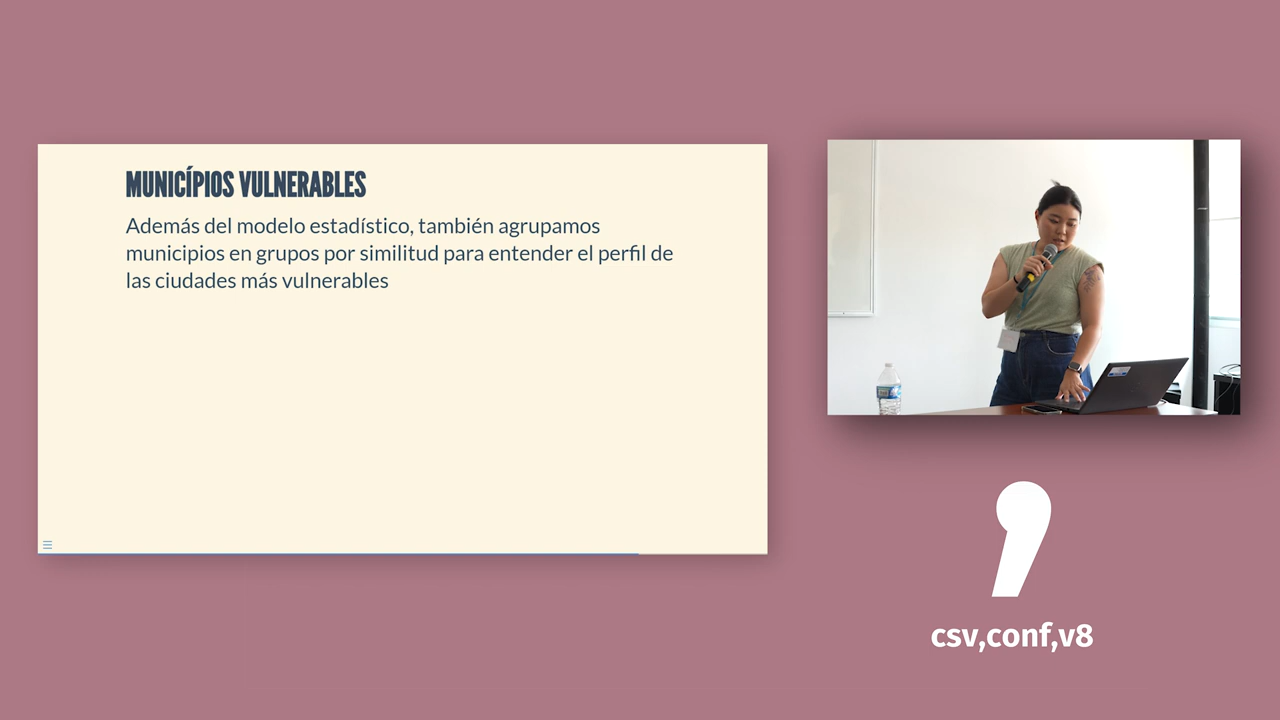 MUNICÍPIOS VULNERABLES
Además del modelo estadístico, también agrupamos
municipios en grupos por similitud para entender el perfil de
las ciudades más vulnerables
csv,conf,v8